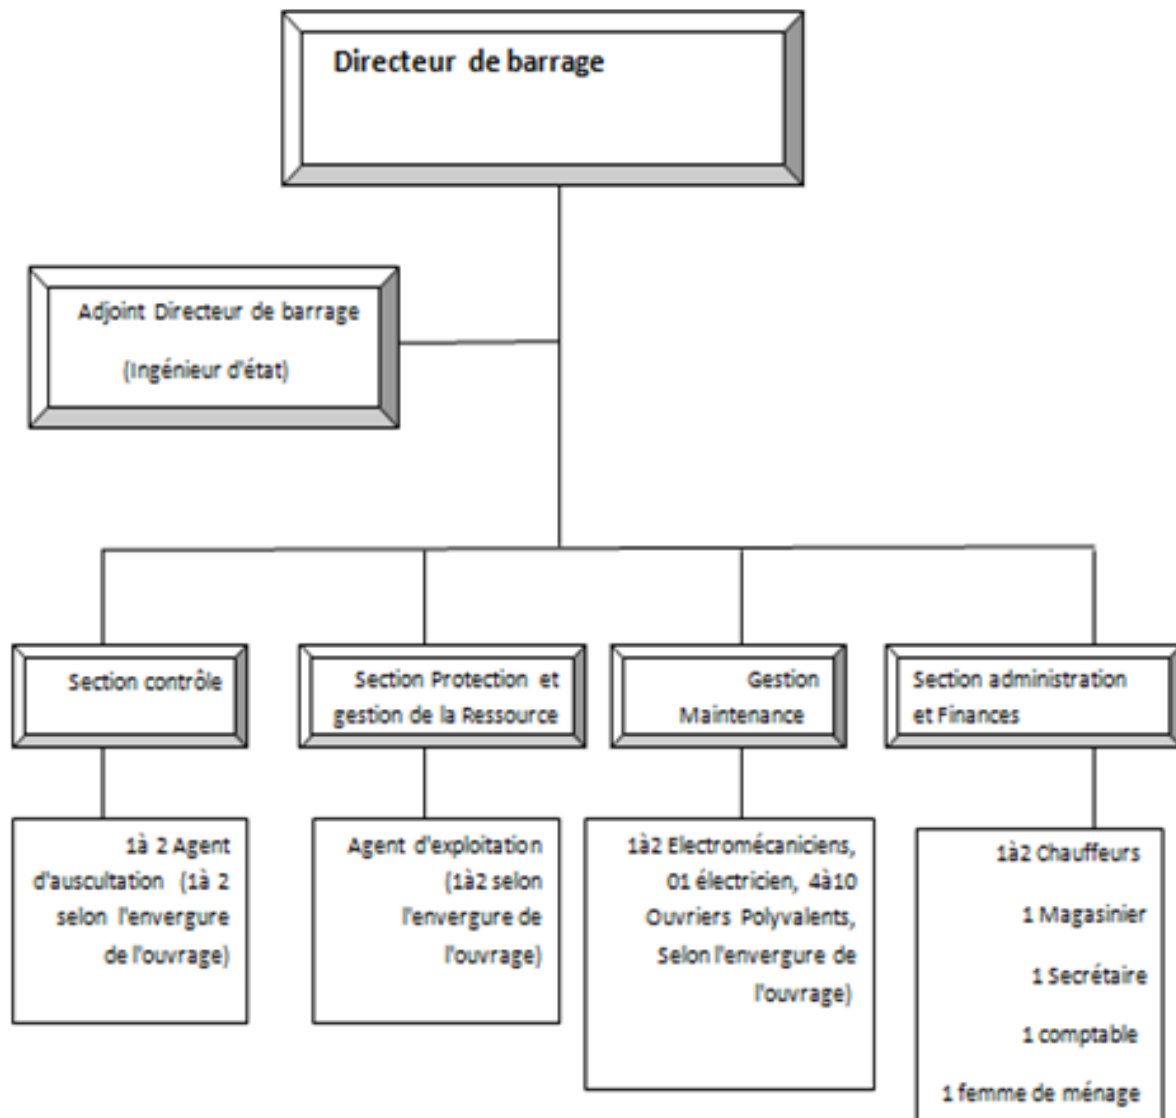 Directeur de barrage
Adjoint Directeur de barrage
(Ingénieur d'état)
Section contrôle
Section Protection et
gestion de la Ressource
Gestion
Maintenance
Section administration
et Finances
1à 2 Agent
d'auscultation (1à 2
selon l'envergure
de l'ouvrage)
Agent d'exploitation
(1à2 selon
l'envergure de
l'ouvrage)
1à2 Electromécaniciens,
01 électricien, 4à10
Ouvriers Polyvalents,
Selon l'envergure de
l'ouvrage)
1à2 Chauffeurs
1 Magasinier
1 Secrétaire
1 comptable
1 femme de ménage